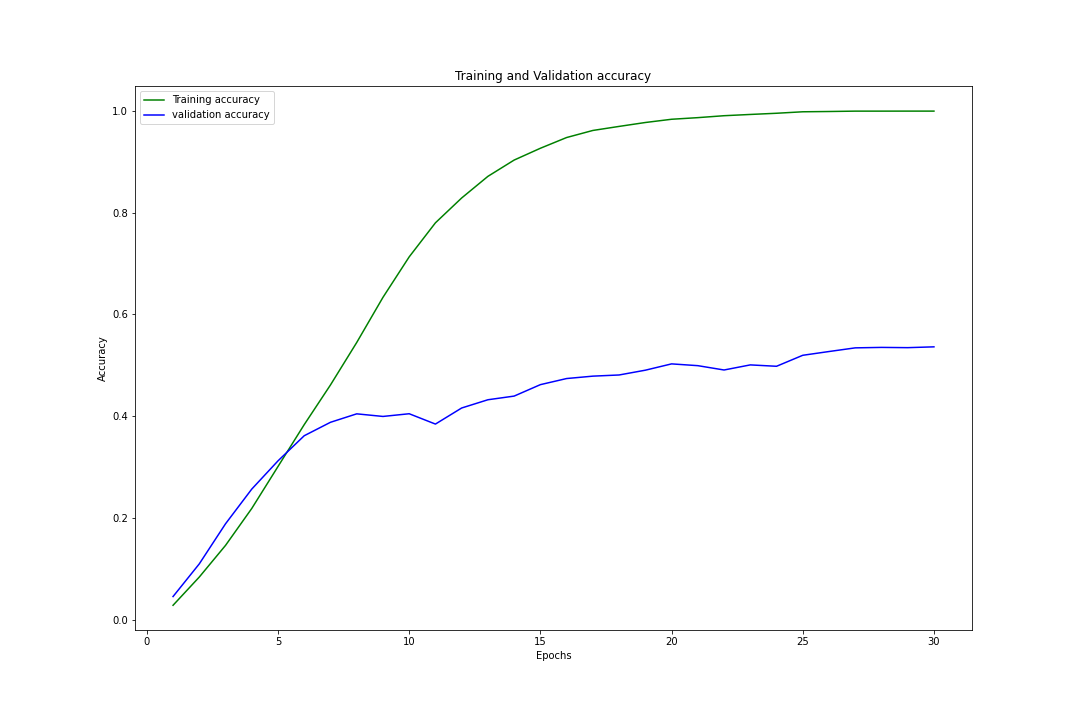 Training and Validation accuracy
Training accuracy
validation accuracy
1.0
0.8
0.6
0.4
0.2
0.0
Accuracy
0 5 10 15 20 25 30
Epochs